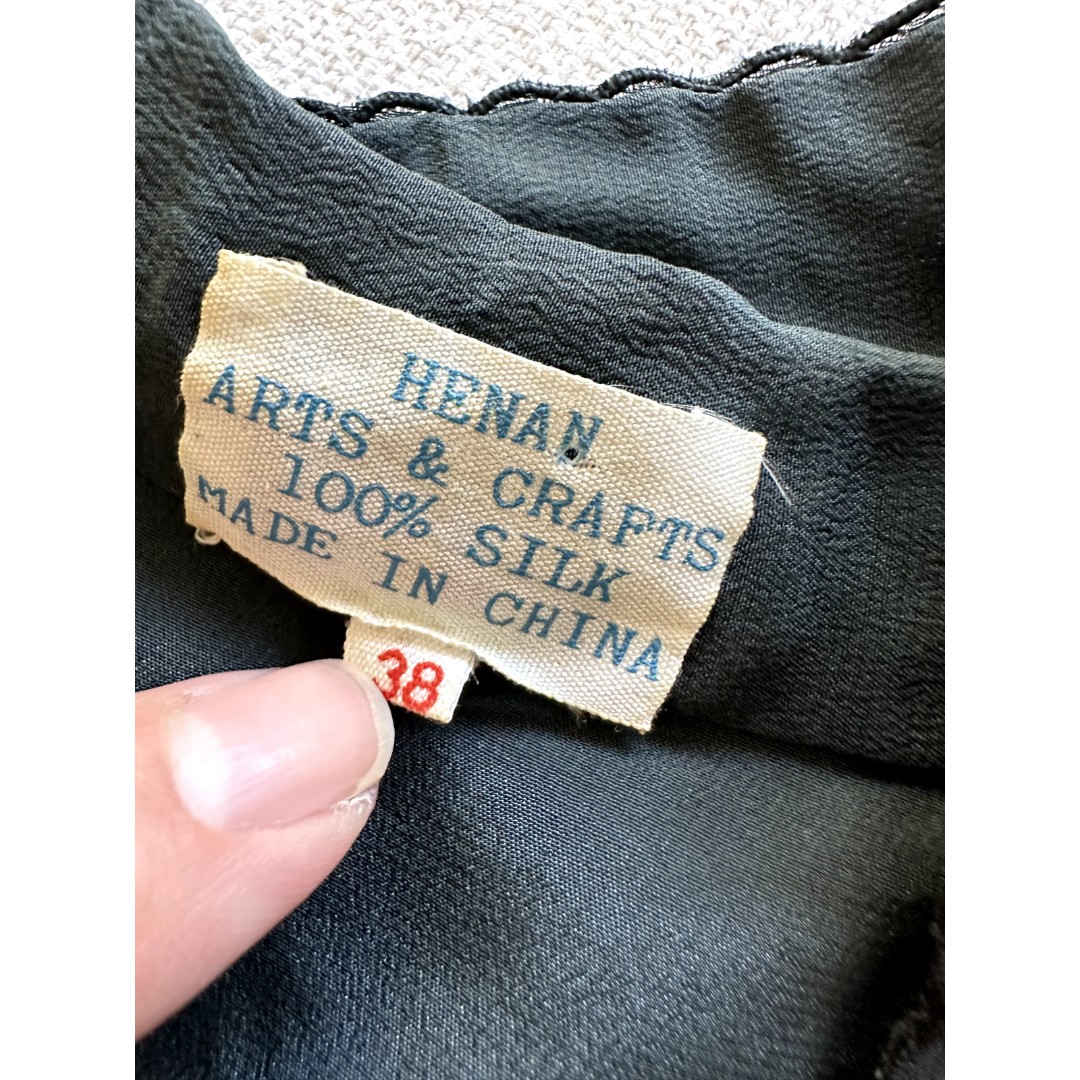 HENAN
ARTS & CRAFTS
100% SILK
MADE IN CHINA
38